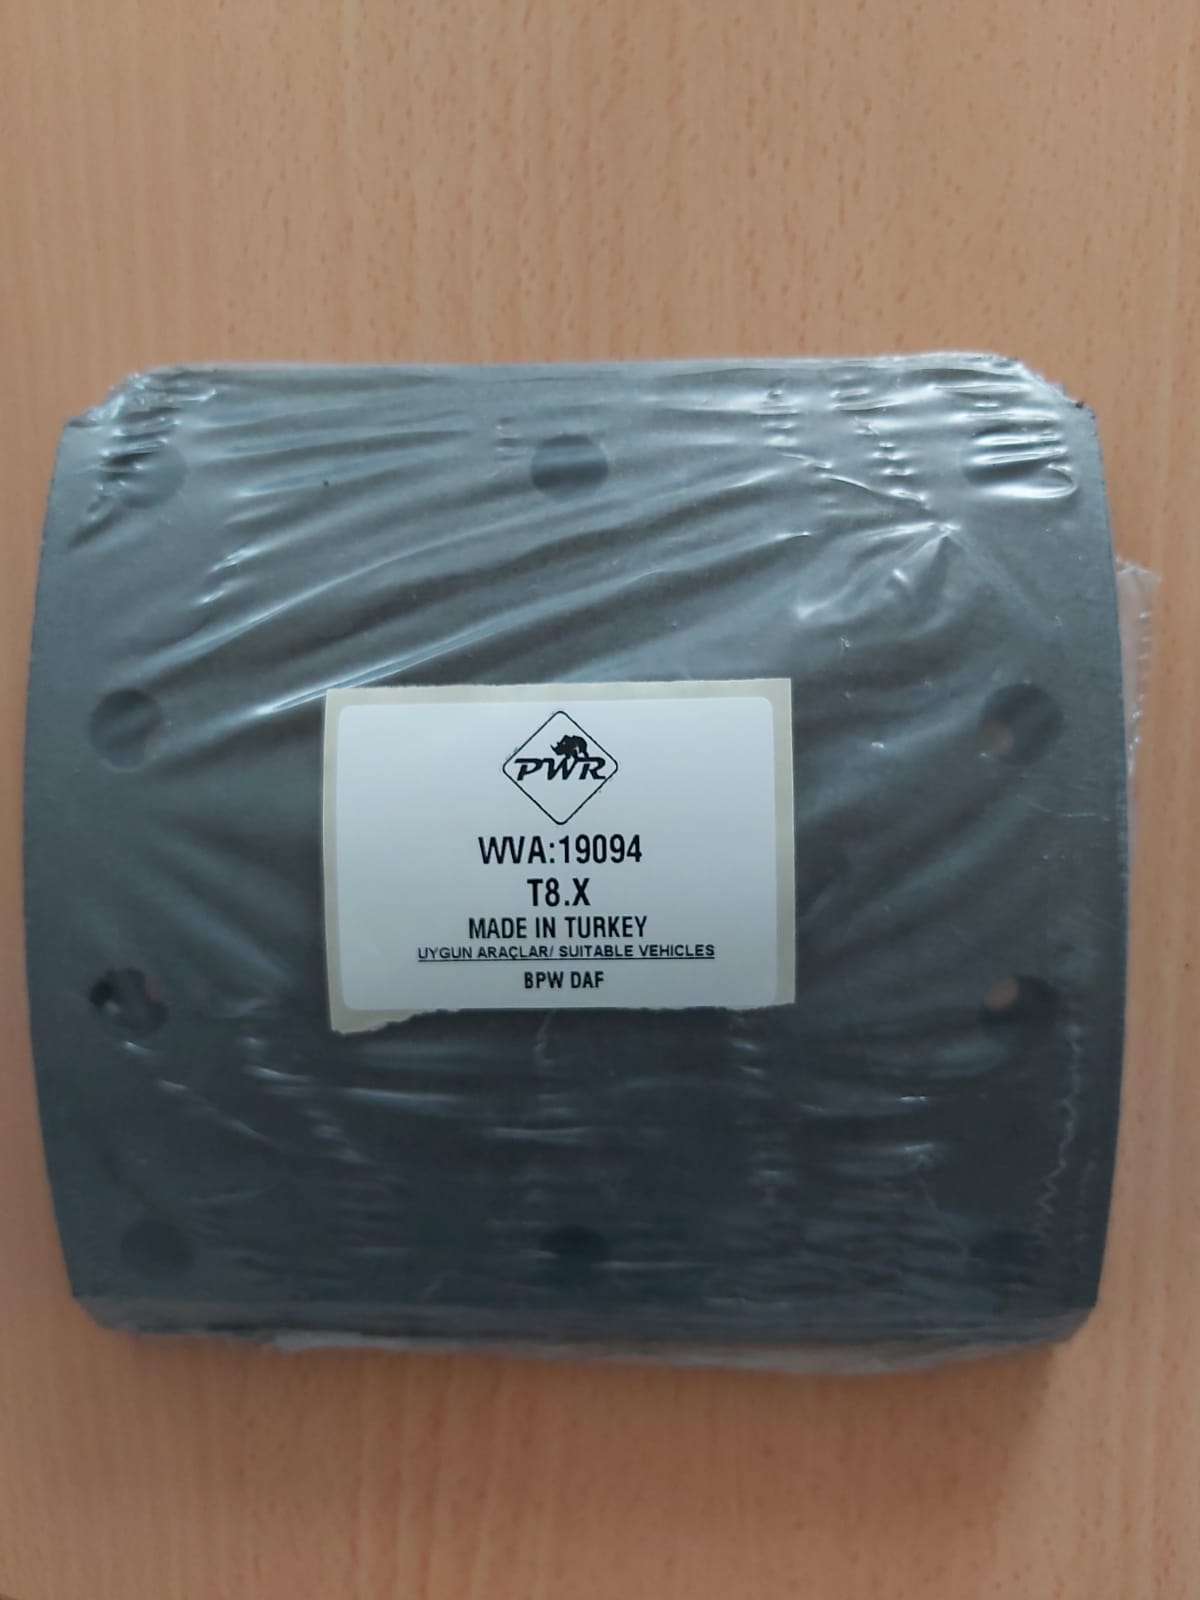 PWR
WVA:19094
T8.X
MADE IN TURKEY
UYGUN ARAÇLAR/ SUITABLE VEHICLES
BPW DAF